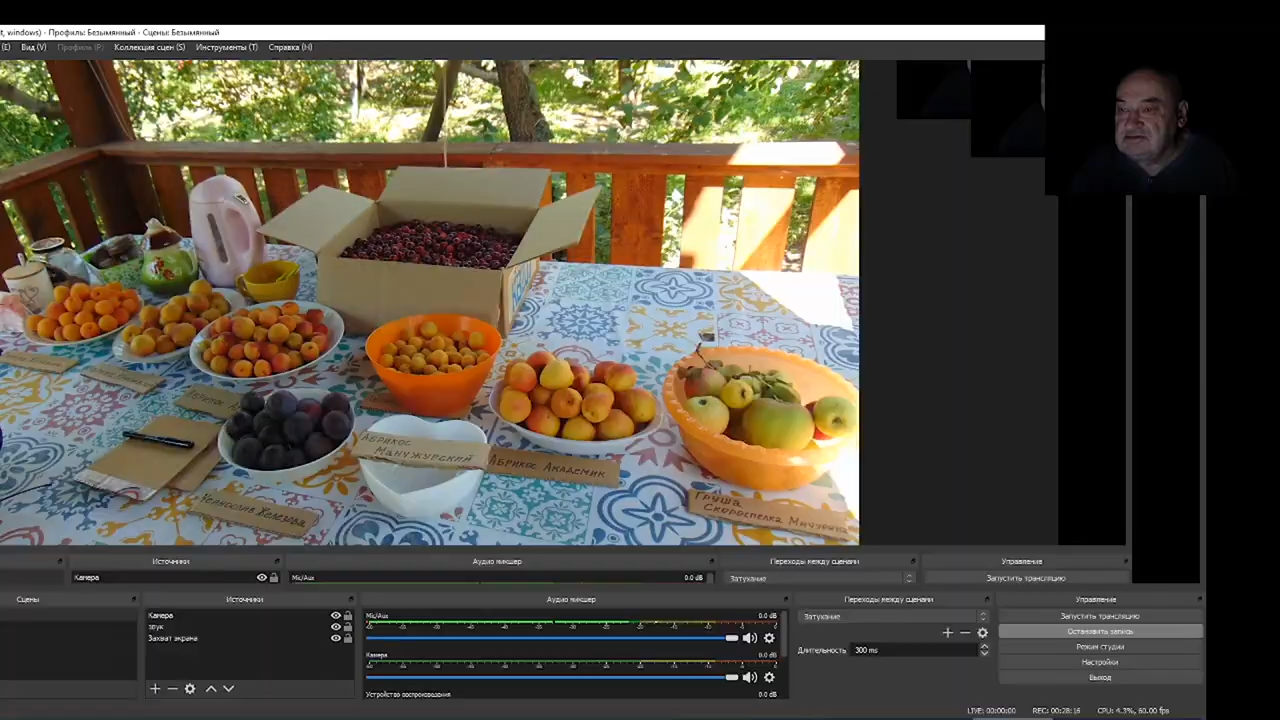 t, windows) - Профиль: Безымянный - Сцены: Безымянный
(E) Вид (V) Профиль (P) Коллекция сцен (S) Инструменты (T) Справка (H)
Абрикос
Манчжурский
Абрикос Академик
Чернослив Железова
Груша
Скороспелка Мичурина
Источники
Аудио микшер
Переходы между сценами
Управление
Камера
Mic/Aux
0.0 dB
Затухание
Запустить трансляцию
Сцены
Источники
Аудио микшер
Переходы между сценами
Управление
Камера
звук
Захват экрана
Mic/Aux
0.0 dB
Камера
0.0 dB
Устройство воспроизведения
0.0 dB
Затухание
Длительность
300 ms
Запустить трансляцию
Остановить запись
Режим студии
Настройки
Выход
LIVE: 00:00:00
REC: 00:28:16
CPU: 4.3%, 60.00 fps